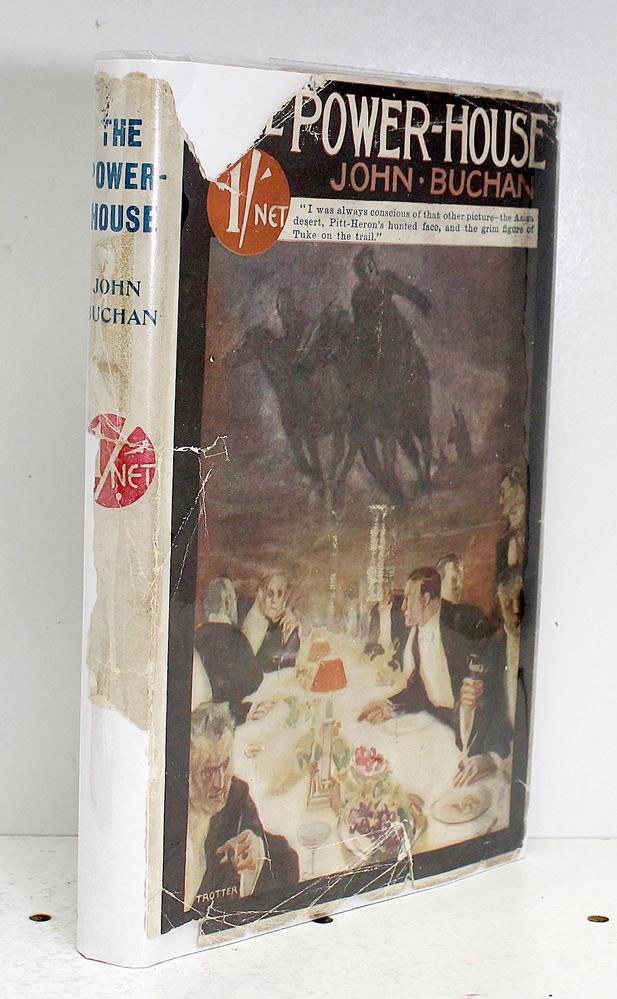 THE
POWER-
HOUSE
JOHN
BUCHAN
1/
NET
POWER-HOUSE
JOHN · BUCHAN
1/
NET
"I was always conscious of that other picture—the Asian
desert, Pitt-Heron's hunted face, and the grim figure of
Tuke on the trail."
TROTTER